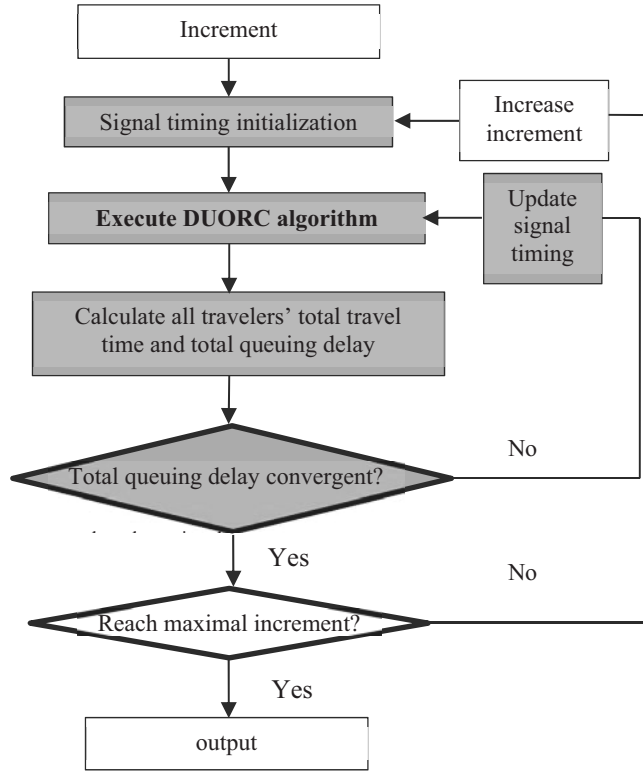 Increment
Signal timing initialization
Increase
increment
Execute DUORC algorithm
Update
signal
timing
Calculate all travelers’ total travel
time and total queuing delay
No
Total queuing delay convergent?
Yes
No
Reach maximal increment?
Yes
output